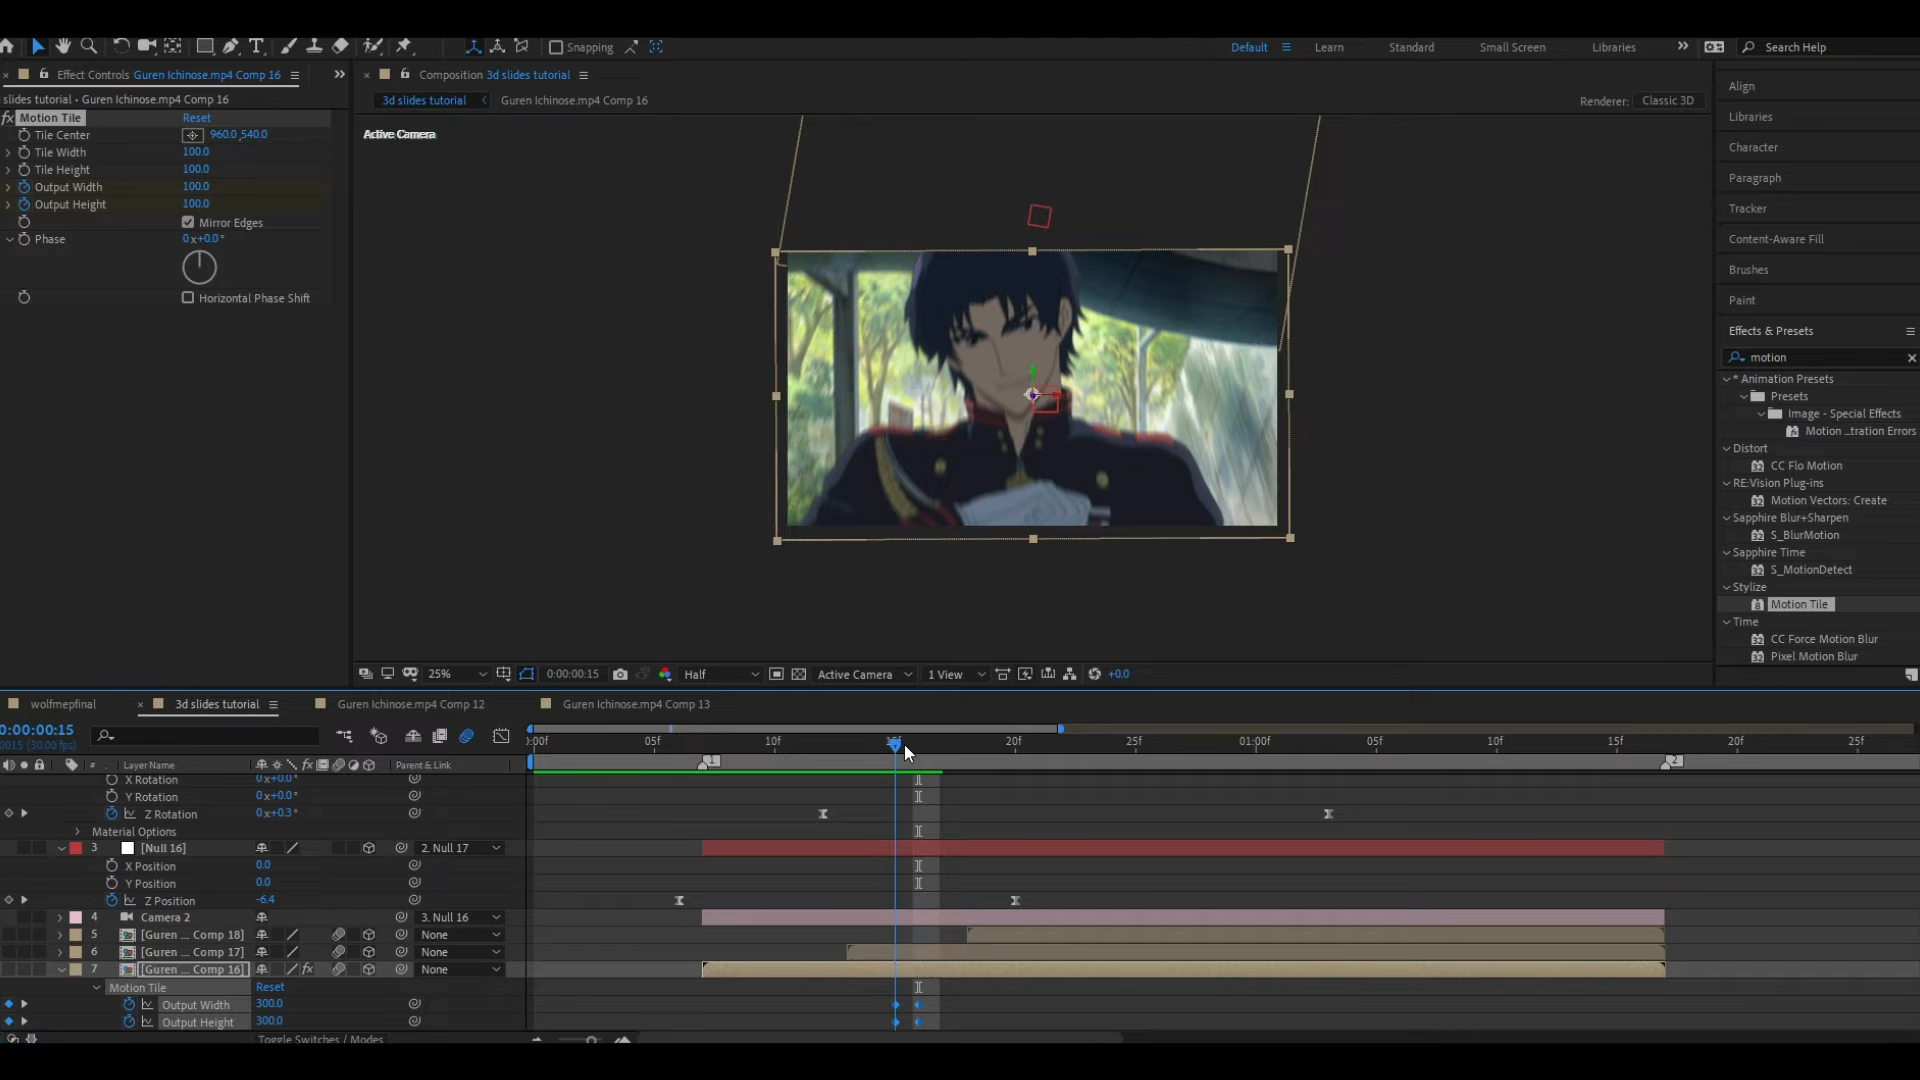 Snapping
Default
Learn
Standard
Small Screen
Libraries
Search Help
Effect Controls Guren Ichinose.mp4 Comp 16
Composition 3d slides tutorial
slides tutorial • Guren Ichinose.mp4 Comp 16
3d slides tutorial
Guren Ichinose.mp4 Comp 16
Renderer: Classic 3D
Active Camera
fx Motion Tile Reset
Tile Center 960.0,540.0
Tile Width 100.0
Tile Height 100.0
Output Width 100.0
Output Height 100.0
Mirror Edges
Phase 0x+0.0°
Horizontal Phase Shift
Align
Libraries
Character
Paragraph
Tracker
Content-Aware Fill
Brushes
Paint
Effects & Presets
motion
* Animation Presets
Presets
Image - Special Effects
Motion ...tration Errors
Distort
CC Flo Motion
RE:Vision Plug-ins
Motion Vectors: Create
Sapphire Blur+Sharpen
S_BlurMotion
Sapphire Time
S_MotionDetect
Stylize
Motion Tile
Time
CC Force Motion Blur
Pixel Motion Blur
25%
0:00:00:15
Half
Active Camera
1 View
+0.0
wolfmepfinal
3d slides tutorial
Guren Ichinose.mp4 Comp 12
Guren Ichinose.mp4 Comp 13
0:00:00:15
0015 (30.00 fps)
:00f 05f 10f 15f 20f 25f 01:00f 05f 10f 15f 20f 25f
1
2
# Layer Name
Parent & Link
X Rotation 0x+0.0°
Y Rotation 0x+0.0°
Z Rotation 0x+0.3°
Material Options
3 [Null 16] 2. Null 17
X Position 0.0
Y Position 0.0
Z Position -6.4
4 Camera 2 3. Null 16
5 [Guren ... Comp 18] None
6 [Guren ... Comp 17] None
7 [Guren ... Comp 16] fx None
Motion Tile Reset
Output Width 300.0
Output Height 300.0
Toggle Switches / Modes